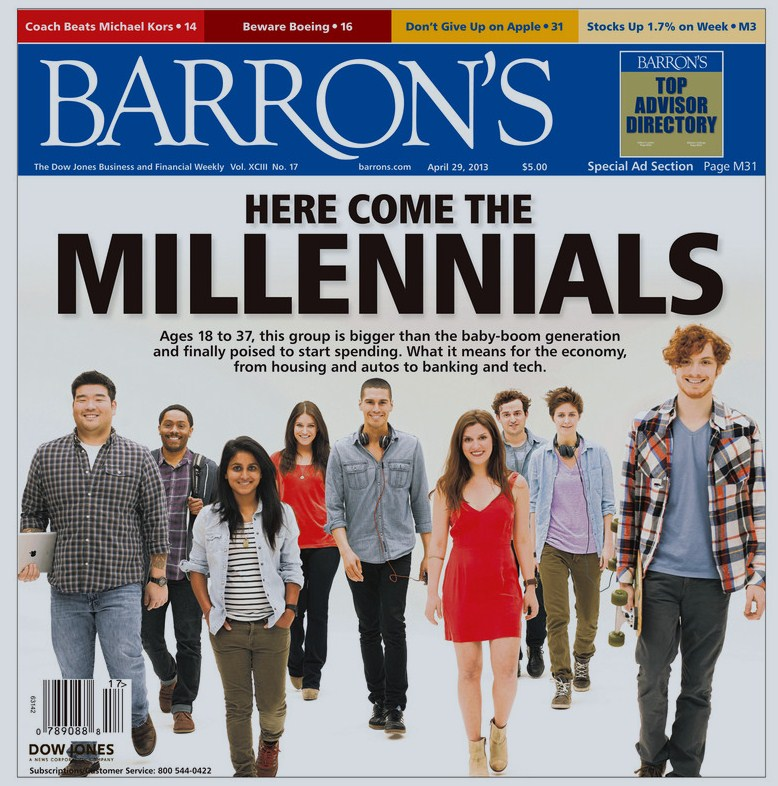 Coach Beats Michael Kors • 14
Beware Boeing • 16
Don't Give Up on Apple • 31
Stocks Up 1.7% on Week • M3
BARRON'S
BARRON'S
TOP
ADVISOR
DIRECTORY
The Dow Jones Business and Financial Weekly Vol. XCIII No. 17
barrons.com
April 29, 2013
$5.00
Special Ad Section Page M31
HERE COME THE
MILLENNIALS
Ages 18 to 37, this group is bigger than the baby-boom generation
and finally poised to start spending. What it means for the economy,
from housing and autos to banking and tech.
17>
63142
0 789088 8
DOW JONES
A NEWS CORPORATION COMPANY
Subscription/Customer Service: 800 544-0422